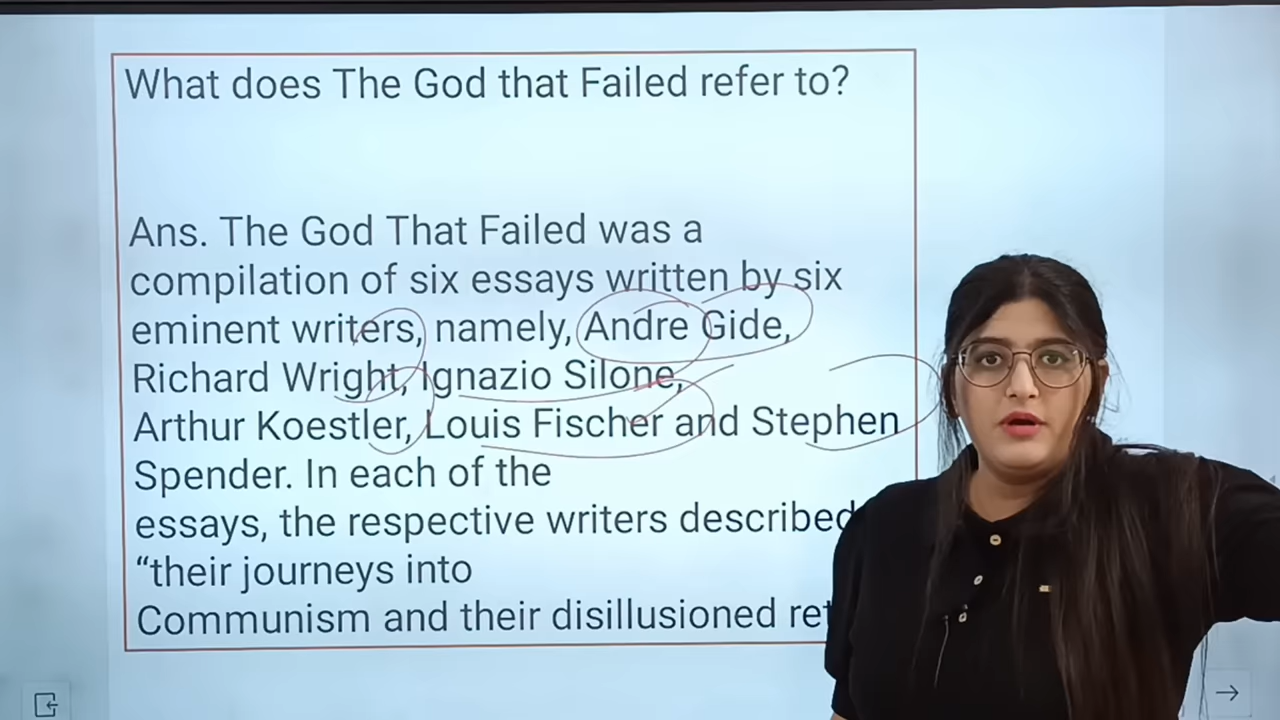 What does The God that Failed refer to?
Ans. The God That Failed was a
compilation of six essays written by six
eminent writers, namely, Andre Gide,
Richard Wright, Ignazio Silone,
Arthur Koestler, Louis Fischer and Stephen
Spender. In each of the
essays, the respective writers described
“their journeys into
Communism and their disillusioned